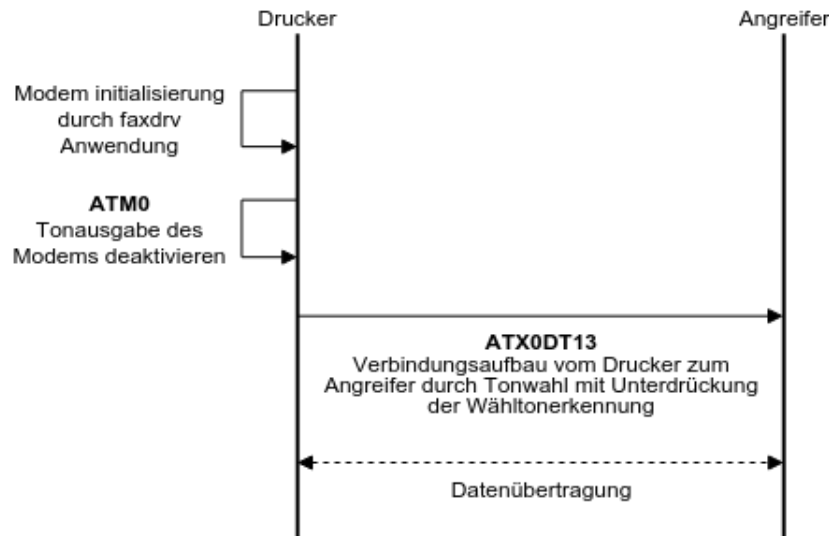 Drucker
Angreifer
Modem initialisierung
durch faxdrv
Anwendung
ATM0
Tonausgabe des
Modems deaktivieren
ATX0DT13
Verbindungsaufbau vom Drucker zum
Angreifer durch Tonwahl mit Unterdrückung
der Wähltonerkennung
Datenübertragung